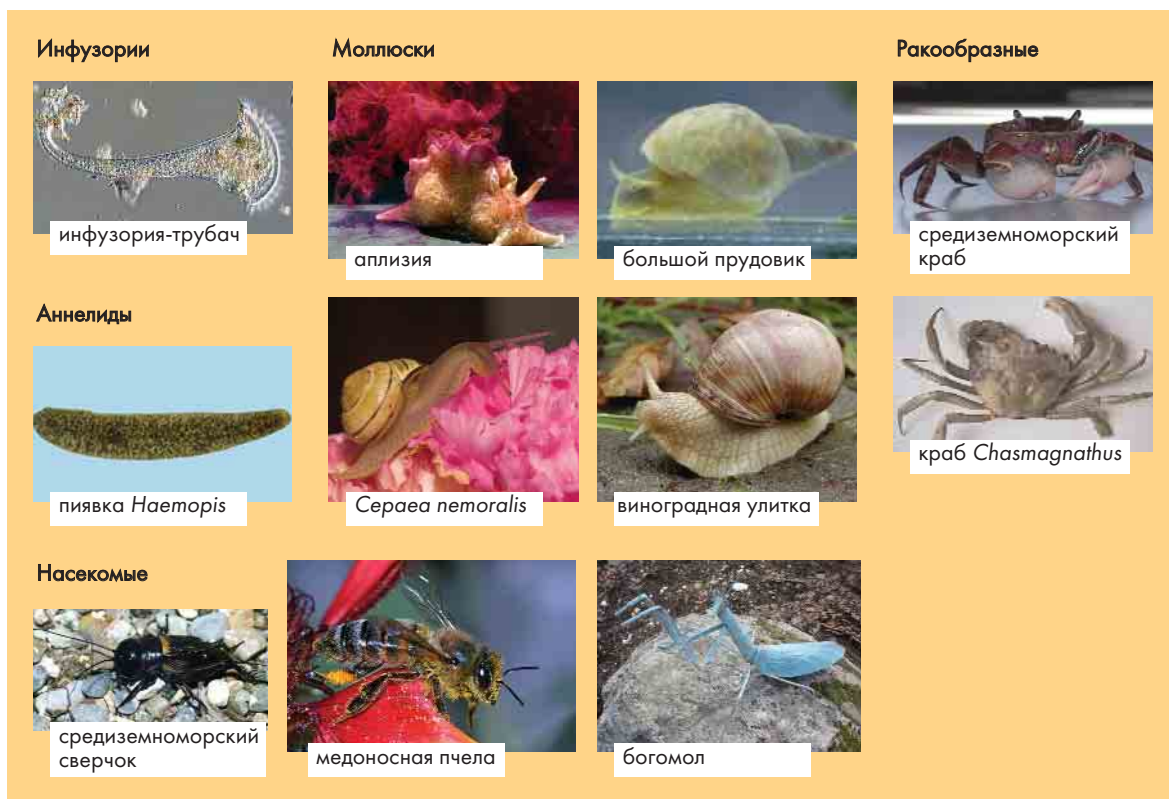 Инфузории
инфузория-трубач
Моллюски
аплизия
большой прудовик
Ракообразные
средиземноморский
краб
Аннелиды
пиявка Haemopis
Cepaea nemoralis
виноградная улитка
краб Chasmagnathus
Насекомые
средиземноморский
сверчок
медоносная пчела
богомол